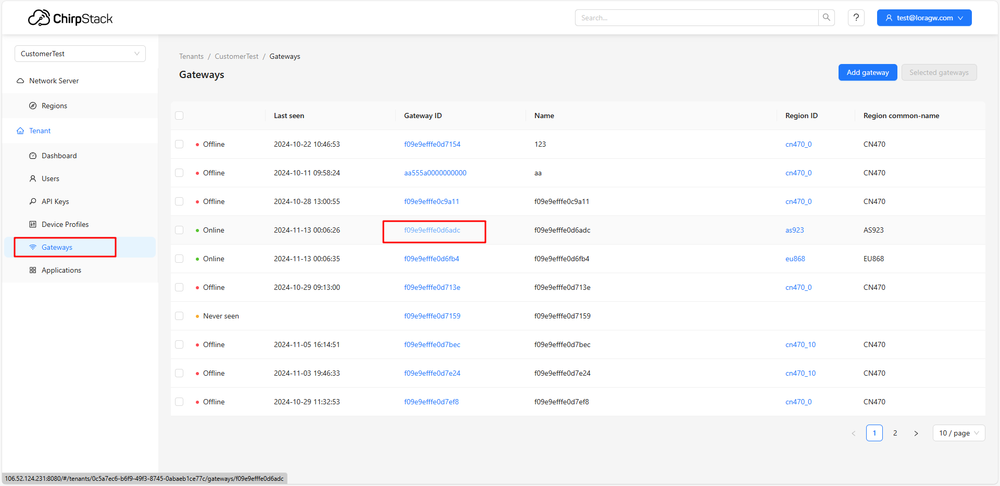 ChirpStack
Search...
?
test@loragw.com
CustomerTest
Network Server
Regions
Tenant
Dashboard
Users
API Keys
Device Profiles
Gateways
Applications
Tenants / CustomerTest / Gateways
Gateways
Add gateway
Selected gateways
Last seen Gateway ID Name Region ID Region common-name
Offline 2024-10-22 10:46:53 f09e9efffe0d7154 123 cn470_0 CN470
Offline 2024-10-11 09:58:24 aa555a0000000000 aa cn470_0 CN470
Offline 2024-10-28 13:00:55 f09e9efffe0c9a11 f09e9efffe0c9a11 cn470_0 CN470
Online 2024-11-13 00:06:26 f09e9efffe0d6adc f09e9efffe0d6adc as923 AS923
Online 2024-11-13 00:06:35 f09e9efffe0d6fb4 f09e9efffe0d6fb4 eu868 EU868
Offline 2024-10-29 09:13:00 f09e9efffe0d713e f09e9efffe0d713e cn470_0 CN470
Never seen f09e9efffe0d7159 f09e9efffe0d7159
Offline 2024-11-05 16:14:51 f09e9efffe0d7bec f09e9efffe0d7bec cn470_10 CN470
Offline 2024-11-03 19:46:33 f09e9efffe0d7e24 f09e9efffe0d7e24 cn470_10 CN470
Offline 2024-10-29 11:32:53 f09e9efffe0d7ef8 f09e9efffe0d7ef8 cn470_0 CN470
< 1 2 > 10 / page
106.52.124.231:8080/#/tenants/0c5a7ec6-b6f9-49f3-8745-0abaeb1ce77c/gateways/f09e9efffe0d6adc